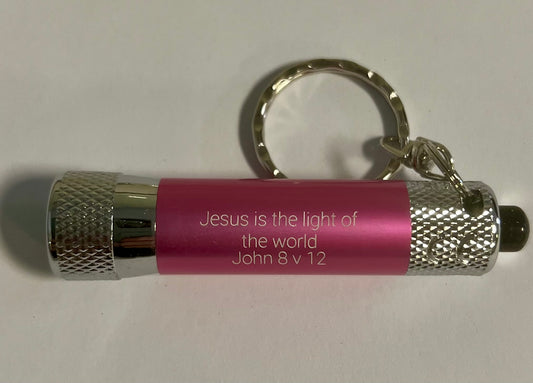 Jesus is the light of
the world
John 8 v 12